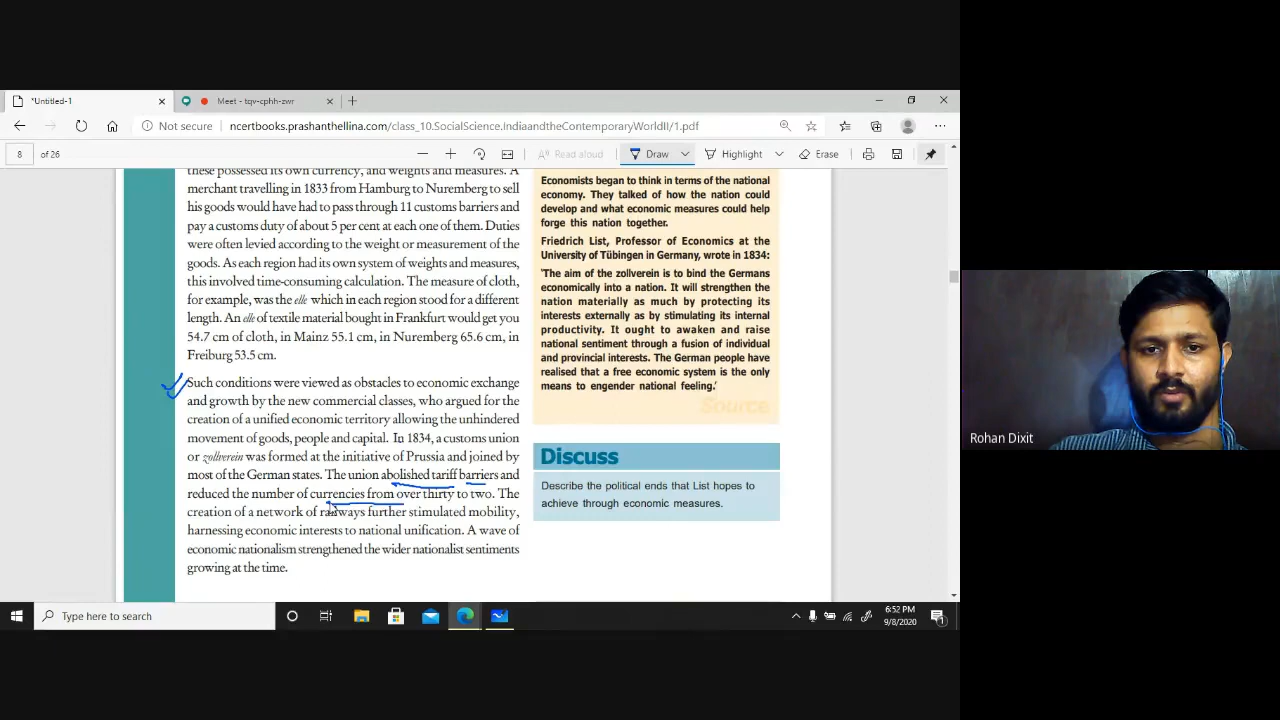 *Untitled-1
Meet - tqv-cphh-zwr
Not secure
ncertbooks.prashanthellina.com/class_10.SocialScience.IndiaandtheContemporaryWorldII/1.pdf
8 of 26
Read aloud
Draw
Highlight
Erase
these possessed its own currency, and weights and measures. A
merchant travelling in 1833 from Hamburg to Nuremberg to sell
his goods would have had to pass through 11 customs barriers and
pay a customs duty of about 5 per cent at each one of them. Duties
were often levied according to the weight or measurement of the
goods. As each region had its own system of weights and measures,
this involved time-consuming calculation. The measure of cloth,
for example, was the elle which in each region stood for a different
length. An elle of textile material bought in Frankfurt would get you
54.7 cm of cloth, in Mainz 55.1 cm, in Nuremberg 65.6 cm, in
Freiburg 53.5 cm.
Such conditions were viewed as obstacles to economic exchange
and growth by the new commercial classes, who argued for the
creation of a unified economic territory allowing the unhindered
movement of goods, people and capital. In 1834, a customs union
or zollverein was formed at the initiative of Prussia and joined by
most of the German states. The union abolished tariff barriers and
reduced the number of currencies from over thirty to two. The
creation of a network of railways further stimulated mobility,
harnessing economic interests to national unification. A wave of
economic nationalism strengthened the wider nationalist sentiments
growing at the time.
Economists began to think in terms of the national
economy. They talked of how the nation could
develop and what economic measures could help
forge this nation together.
Friedrich List, Professor of Economics at the
University of Tübingen in Germany, wrote in 1834:
'The aim of the zollverein is to bind the Germans
economically into a nation. It will strengthen the
nation materially as much by protecting its
interests externally as by stimulating its internal
productivity. It ought to awaken and raise
national sentiment through a fusion of individual
and provincial interests. The German people have
realised that a free economic system is the only
means to engender national feeling.'
Source
Discuss
Describe the political ends that List hopes to
achieve through economic measures.
Rohan Dixit
Type here to search
6:52 PM
9/8/2020
1